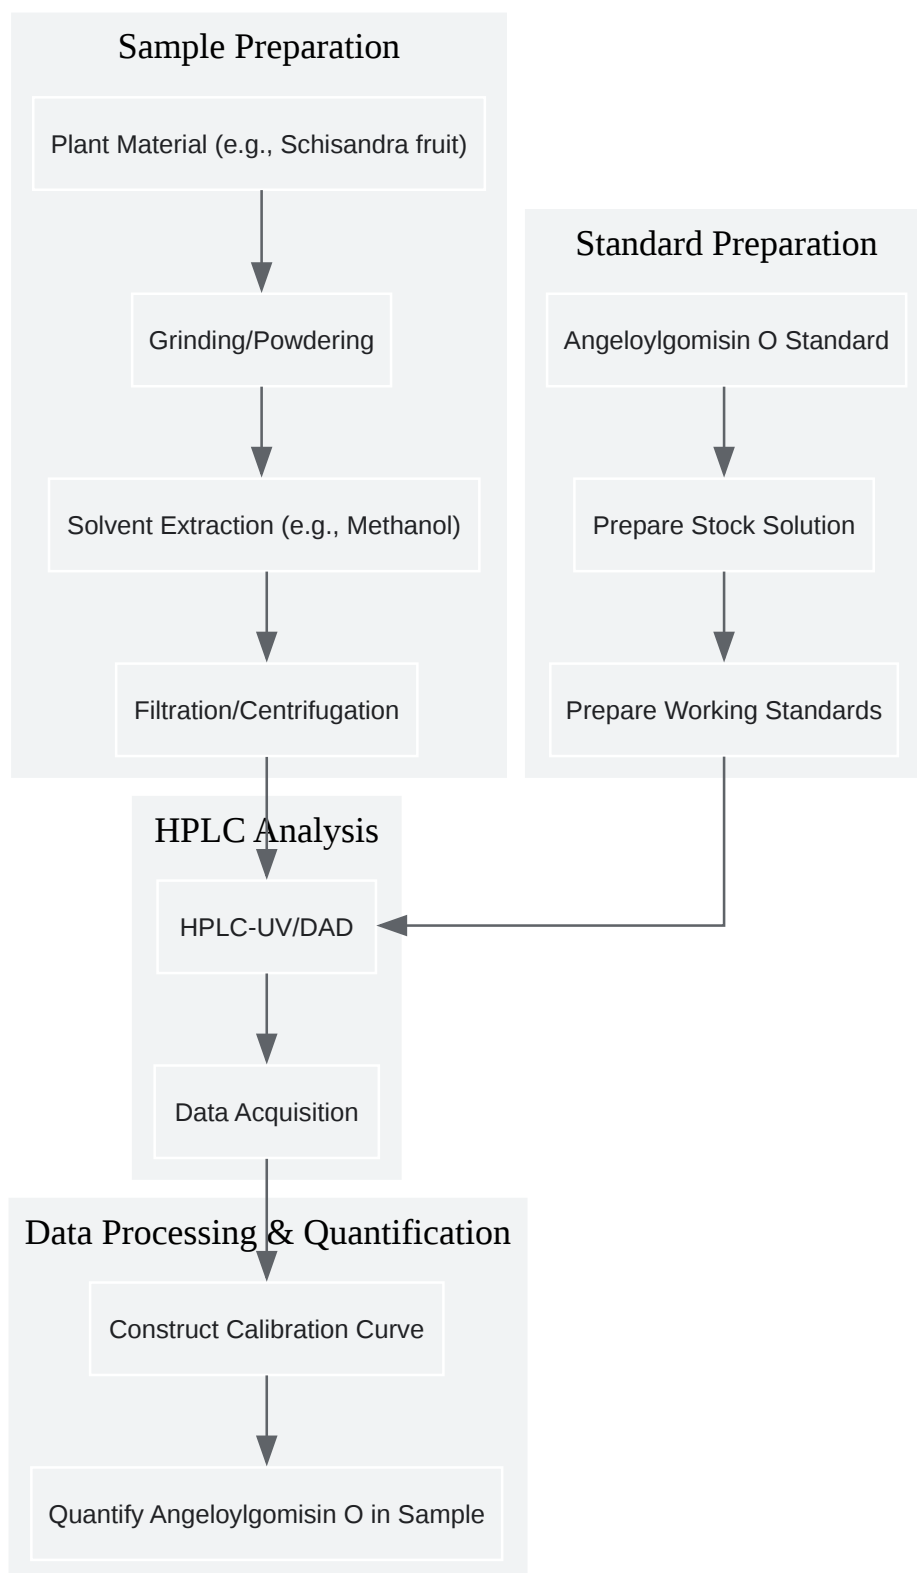 Sample Preparation
Plant Material (e.g., Schisandra fruit)
Grinding/Powdering
Solvent Extraction (e.g., Methanol)
Filtration/Centrifugation
Standard Preparation
Angeloylgomisin O Standard
Prepare Stock Solution
Prepare Working Standards
HPLC Analysis
HPLC-UV/DAD
Data Acquisition
Data Processing & Quantification
Construct Calibration Curve
Quantify Angeloylgomisin O in Sample